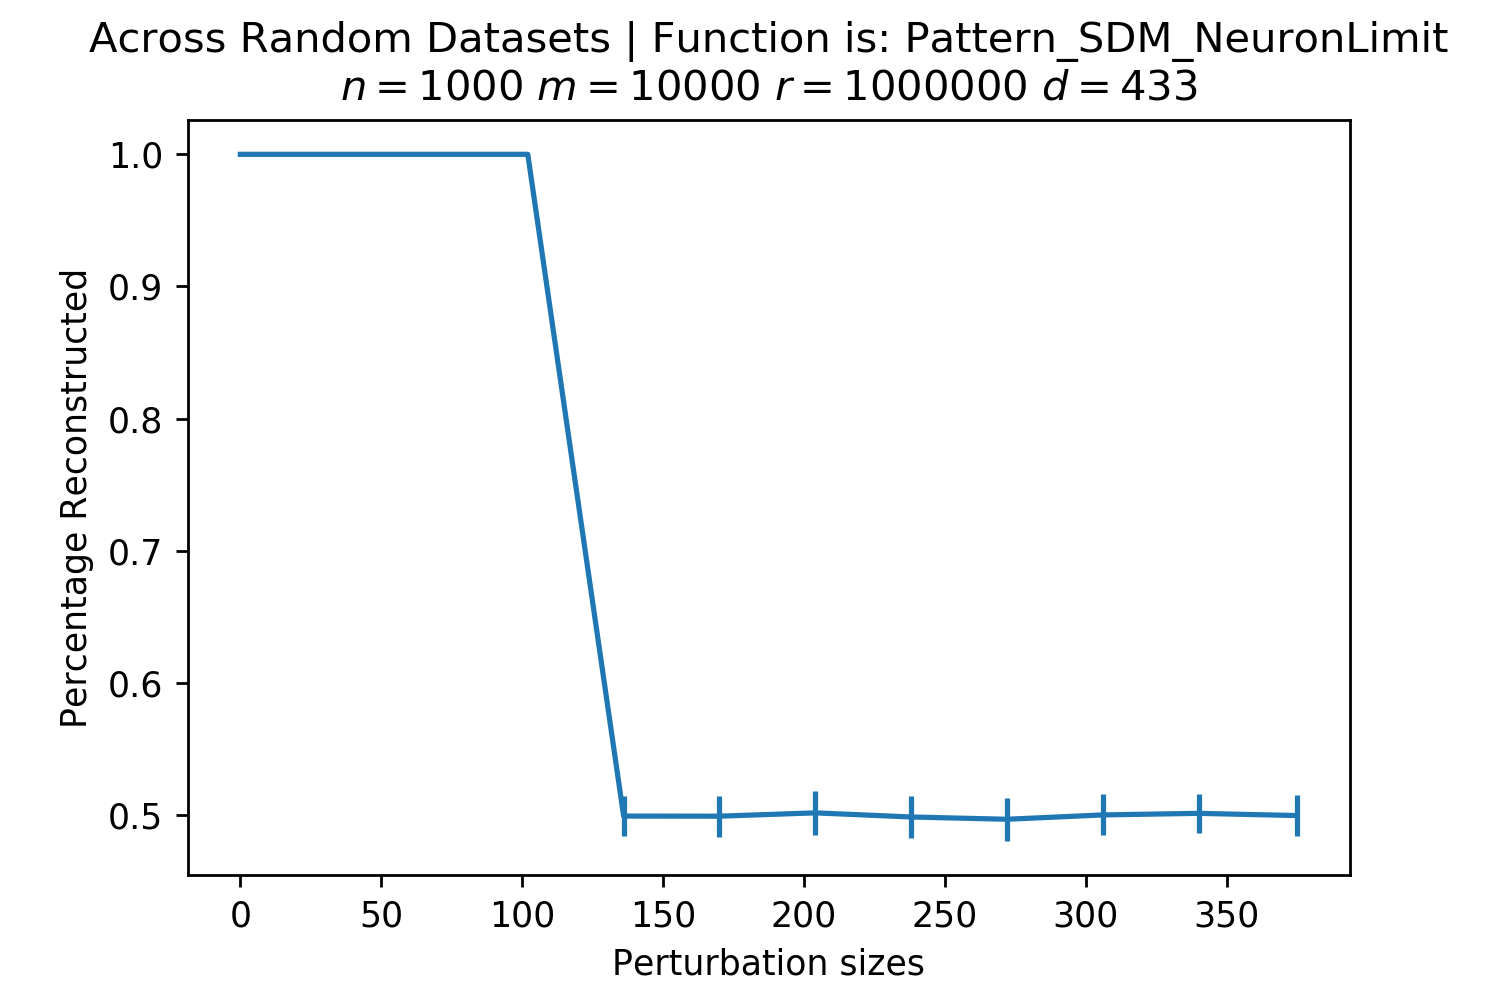 Across Random Datasets | Function is: Pattern_SDM_NeuronLimit
n = 1000 m = 10000 r = 1000000 d = 433
Percentage Reconstructed
1.0
0.9
0.8
0.7
0.6
0.5
0 50 100 150 200 250 300 350
Perturbation sizes